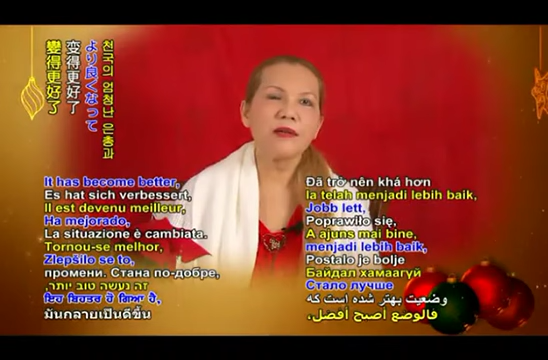 천국의 엄청난 은총과
より良くなって
变得更好了
變得更好了
It has become better,
Es hat sich verbessert,
Il est devenu meilleur,
Ha mejorado,
La situazione è cambiata.
Tornou-se melhor,
Zlepšilo se to,
промени. Стана по-добре,
זה נעשה טוב יותר,
ਇਹ ਬਿਹਤਰ ਹੋ ਗਿਆ ਹੈ,
มันกลายเป็นดีขึ้น
Đã trở nên khá hơn
Ia telah menjadi lebih baik,
Jobb lett,
Poprawiło się,
A ajuns mai bine,
menjadi lebih baik,
Postalo je bolje
Байдал хамаагүй
Стало лучше
وضعیت بهتر شده است که
فالوضع أصبح أفضل،